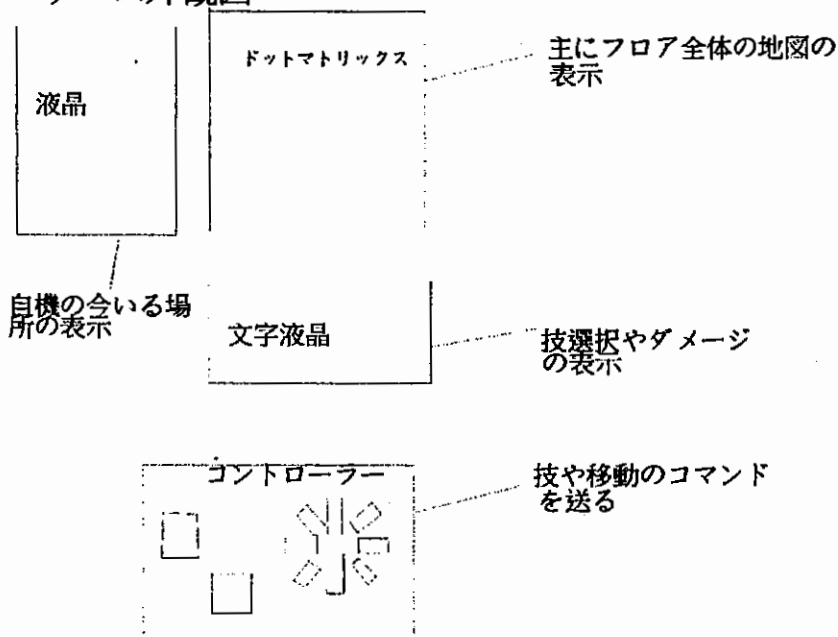 ドットマトリックス
主にフロア全体の地図の
表示
液晶
自機の今いる場
所の表示
文字液晶
技選択やダメージ
の表示
コントローラー
技や移動のコマンド
を送る